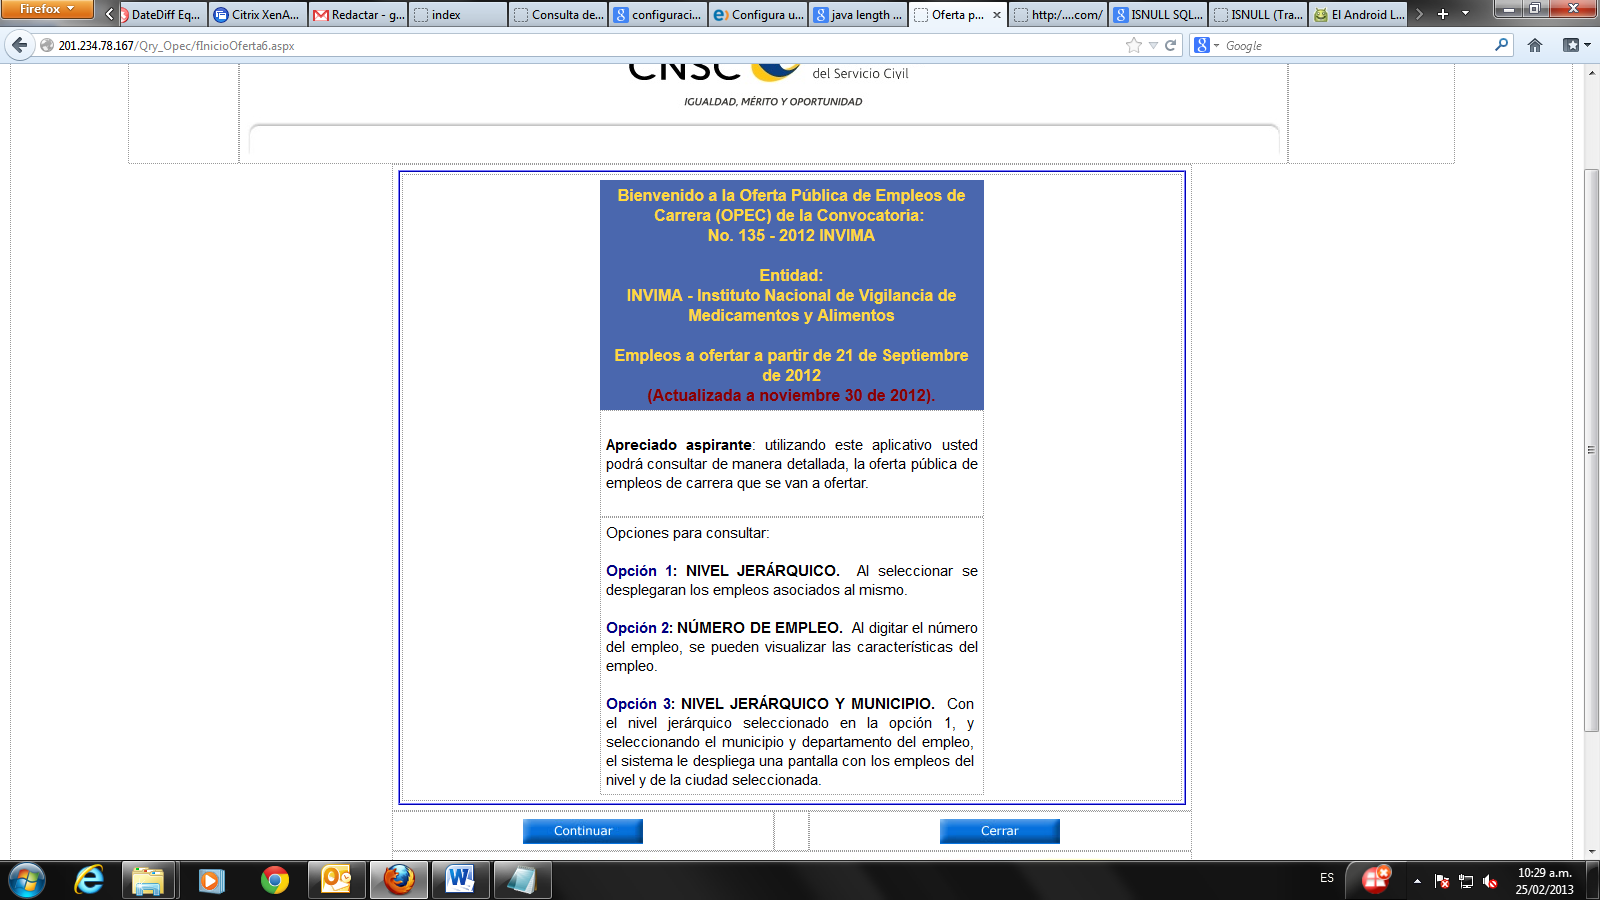 Firefox
DateDiff Eq...
Citrix XenA...
Redactar - g...
index
Consulta de...
configuraci...
Configura u...
java length ...
Oferta p...
http:/....com/
ISNULL SQL...
ISNULL (Tra...
El Android L...
201.234.78.167/Qry_Opec/fInicioOferta6.aspx
Google
CNSC
del Servicio Civil
IGUALDAD, MÉRITO Y OPORTUNIDAD
Bienvenido a la Oferta Pública de Empleos de
Carrera (OPEC) de la Convocatoria:
No. 135 - 2012 INVIMA
Entidad:
INVIMA - Instituto Nacional de Vigilancia de
Medicamentos y Alimentos
Empleos a ofertar a partir de 21 de Septiembre
de 2012
(Actualizada a noviembre 30 de 2012).
Apreciado aspirante: utilizando este aplicativo usted
podrá consultar de manera detallada, la oferta pública de
empleos de carrera que se van a ofertar.
Opciones para consultar:
Opción 1: NIVEL JERÁRQUICO. Al seleccionar se
desplegaran los empleos asociados al mismo.
Opción 2: NÚMERO DE EMPLEO. Al digitar el número
del empleo, se pueden visualizar las características del
empleo.
Opción 3: NIVEL JERÁRQUICO Y MUNICIPIO. Con
el nivel jerárquico seleccionado en la opción 1, y
seleccionando el municipio y departamento del empleo,
el sistema le despliega una pantalla con los empleos del
nivel y de la ciudad seleccionada.
Continuar
Cerrar
ES
10:29 a.m.
25/02/2013